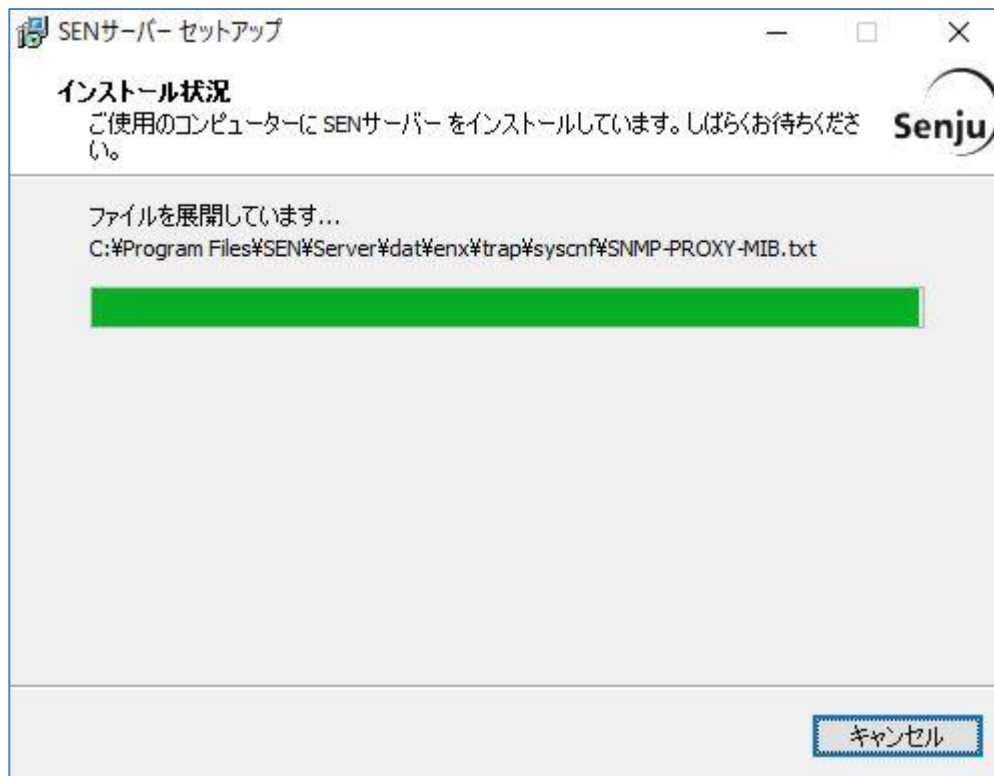 SENサーバー セットアップ
インストール状況
ご使用のコンピューターに SENサーバー をインストールしています。しばらくお待ちくださ
い。
Senju
ファイルを展開しています...
C:¥Program Files¥SEN¥Server¥dat¥enx¥trap¥syscnf¥SNMP-PROXY-MIB.txt
キャンセル